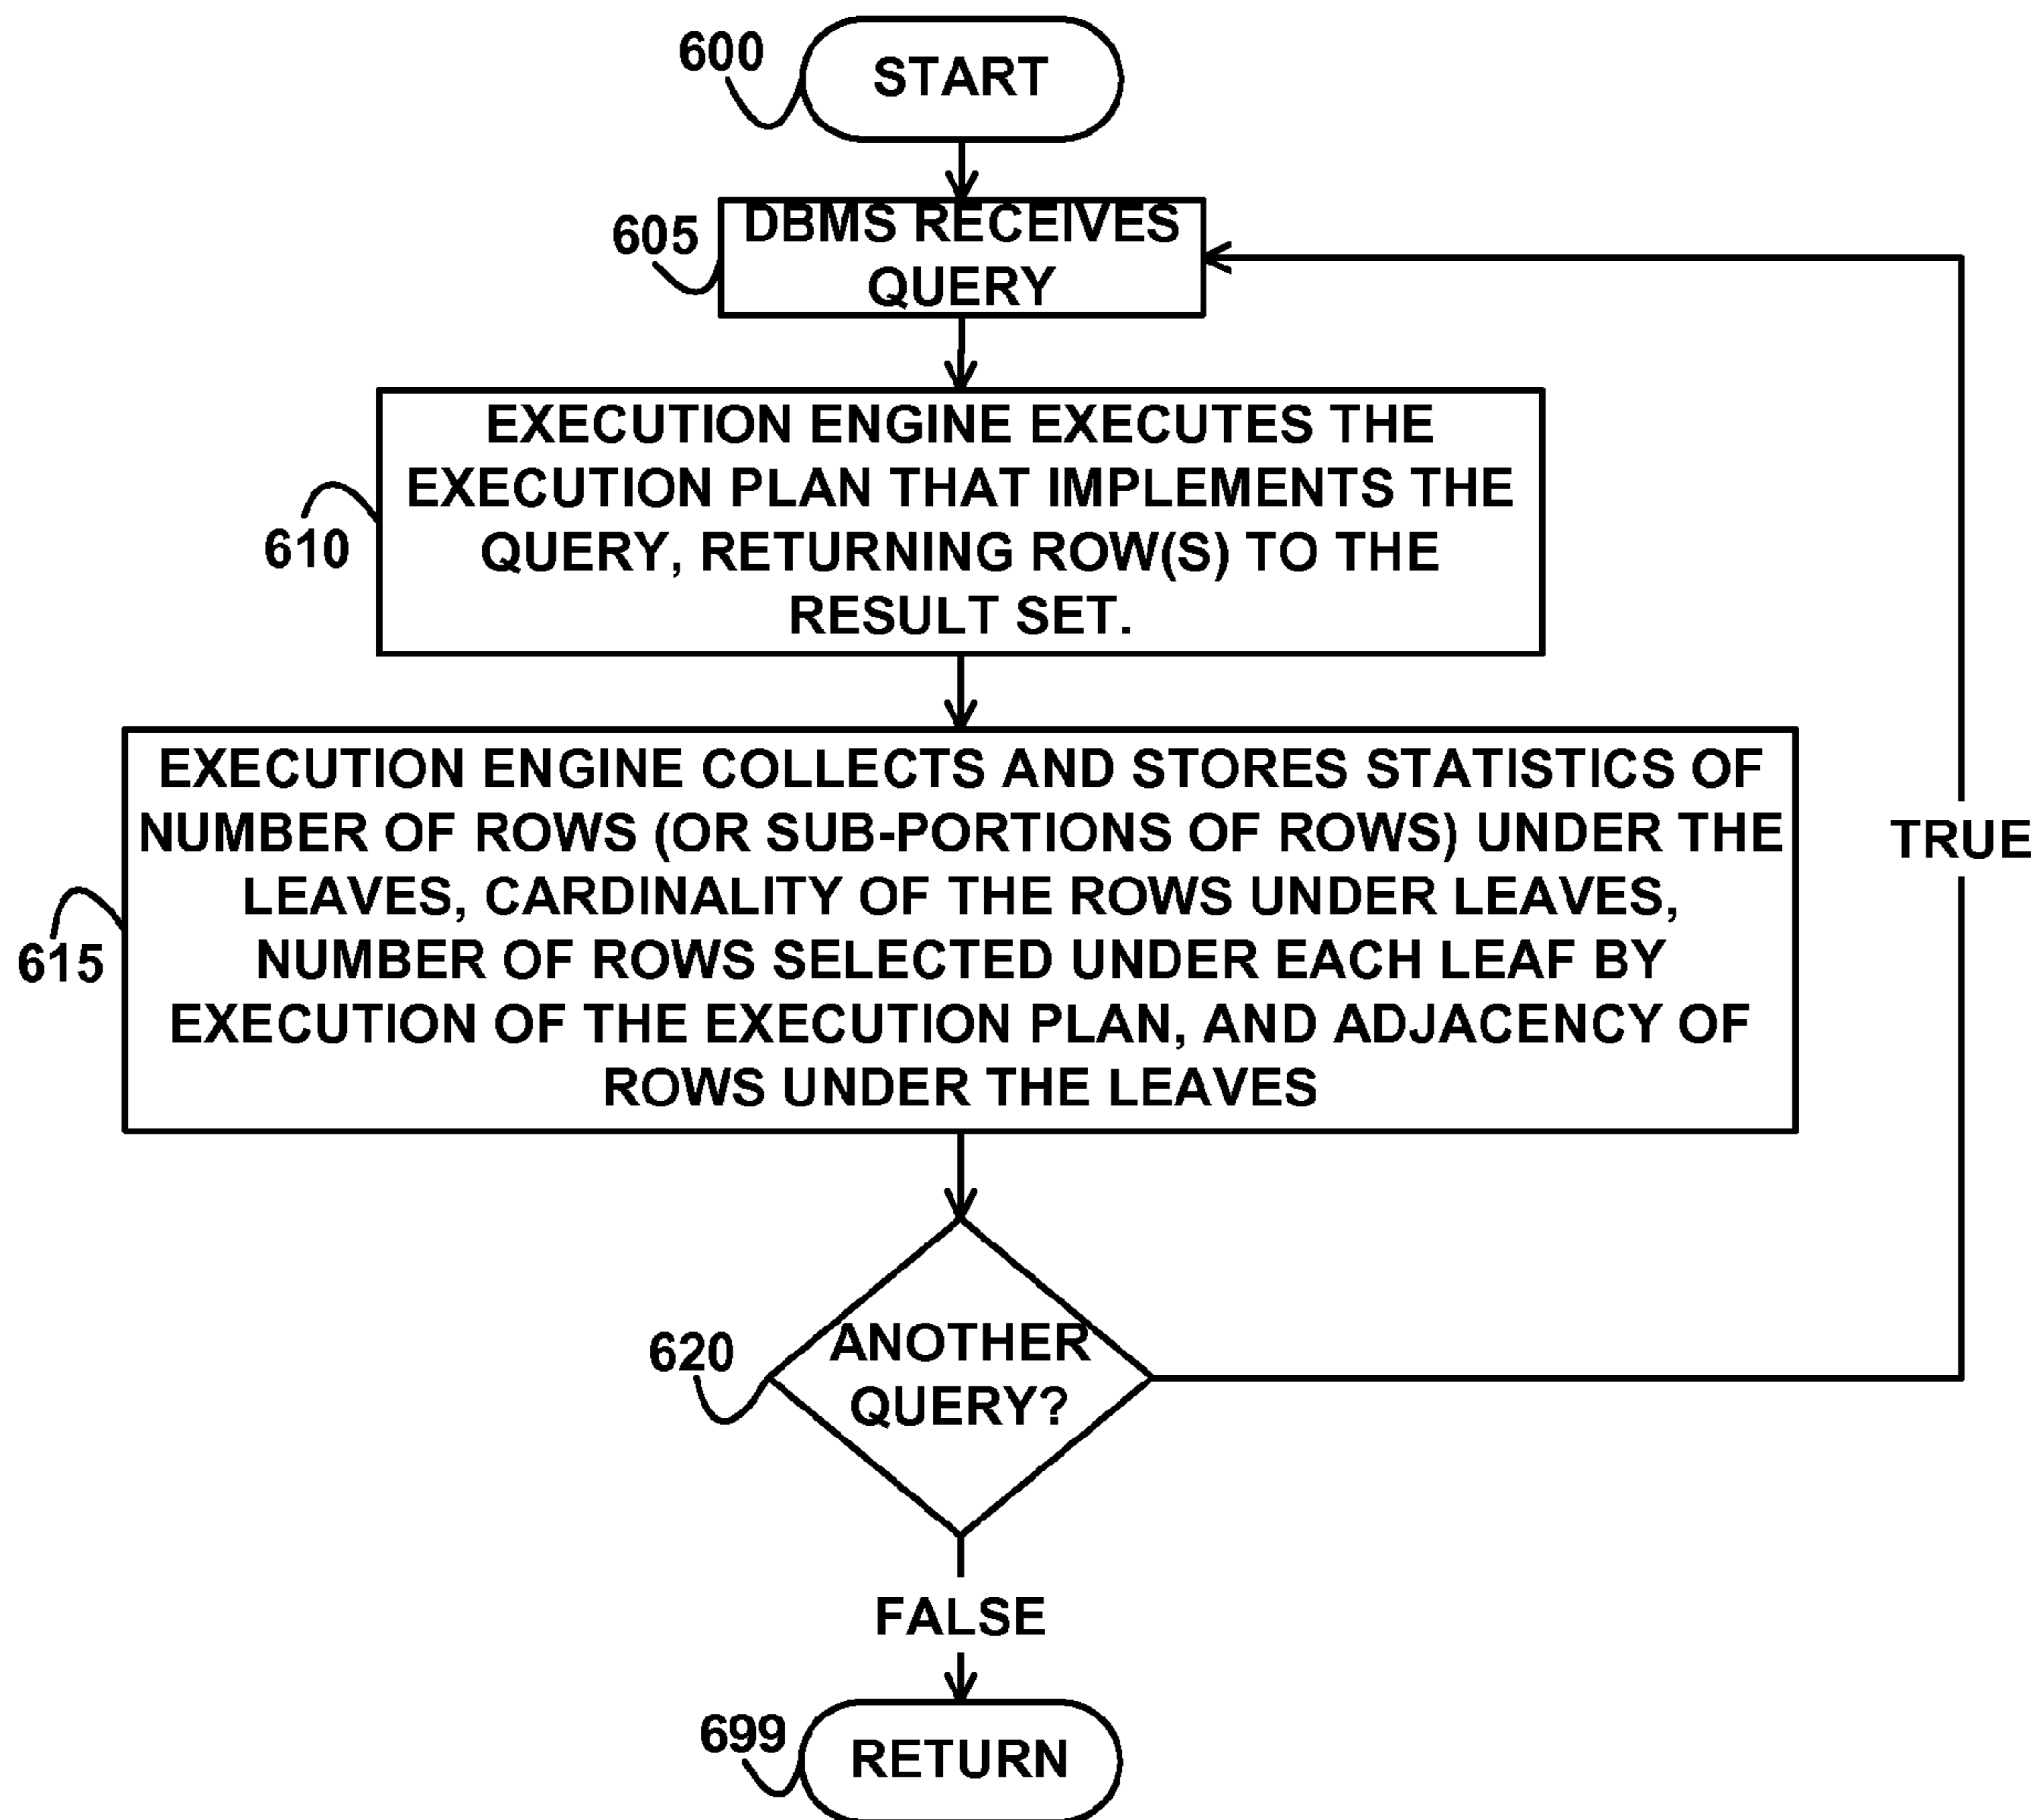 600
START
605
DBMS RECEIVES
QUERY
EXECUTION ENGINE EXECUTES THE
EXECUTION PLAN THAT IMPLEMENTS THE
QUERY, RETURNING ROW(S) TO THE
RESULT SET.
610
EXECUTION ENGINE COLLECTS AND STORES STATISTICS OF
NUMBER OF ROWS (OR SUB-PORTIONS OF ROWS) UNDER THE
LEAVES, CARDINALITY OF THE ROWS UNDER LEAVES,
NUMBER OF ROWS SELECTED UNDER EACH LEAF BY
EXECUTION OF THE EXECUTION PLAN, AND ADJACENCY OF
ROWS UNDER THE LEAVES
615
TRUE
620
ANOTHER
QUERY?
FALSE
699
RETURN